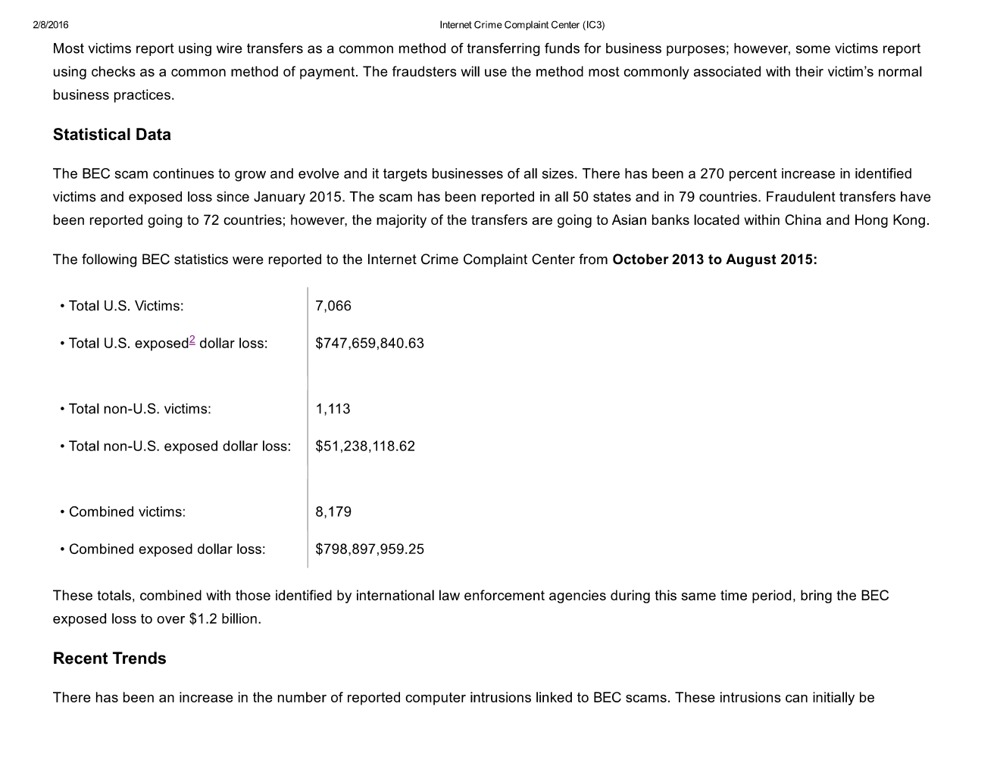 2/8/2016 Internet Crime Complaint Center (IC3)
Most victims report using wire transfers as a common method of transferring funds for business purposes; however, some victims report
using checks as a common method of payment. The fraudsters will use the method most commonly associated with their victim’s normal
business practices.
Statistical Data
The BEC scam continues to grow and evolve and it targets businesses of all sizes. There has been a 270 percent increase in identified
victims and exposed loss since January 2015. The scam has been reported in all 50 states and in 79 countries. Fraudulent transfers have
been reported going to 72 countries; however, the majority of the transfers are going to Asian banks located within China and Hong Kong.
The following BEC statistics were reported to the Internet Crime Complaint Center from October 2013 to August 2015:
• Total U.S. Victims: 7,066
• Total U.S. exposed2 dollar loss: $747,659,840.63
• Total non-U.S. victims: 1,113
• Total non-U.S. exposed dollar loss: $51,238,118.62
• Combined victims: 8,179
• Combined exposed dollar loss: $798,897,959.25
These totals, combined with those identified by international law enforcement agencies during this same time period, bring the BEC
exposed loss to over $1.2 billion.
Recent Trends
There has been an increase in the number of reported computer intrusions linked to BEC scams. These intrusions can initially be